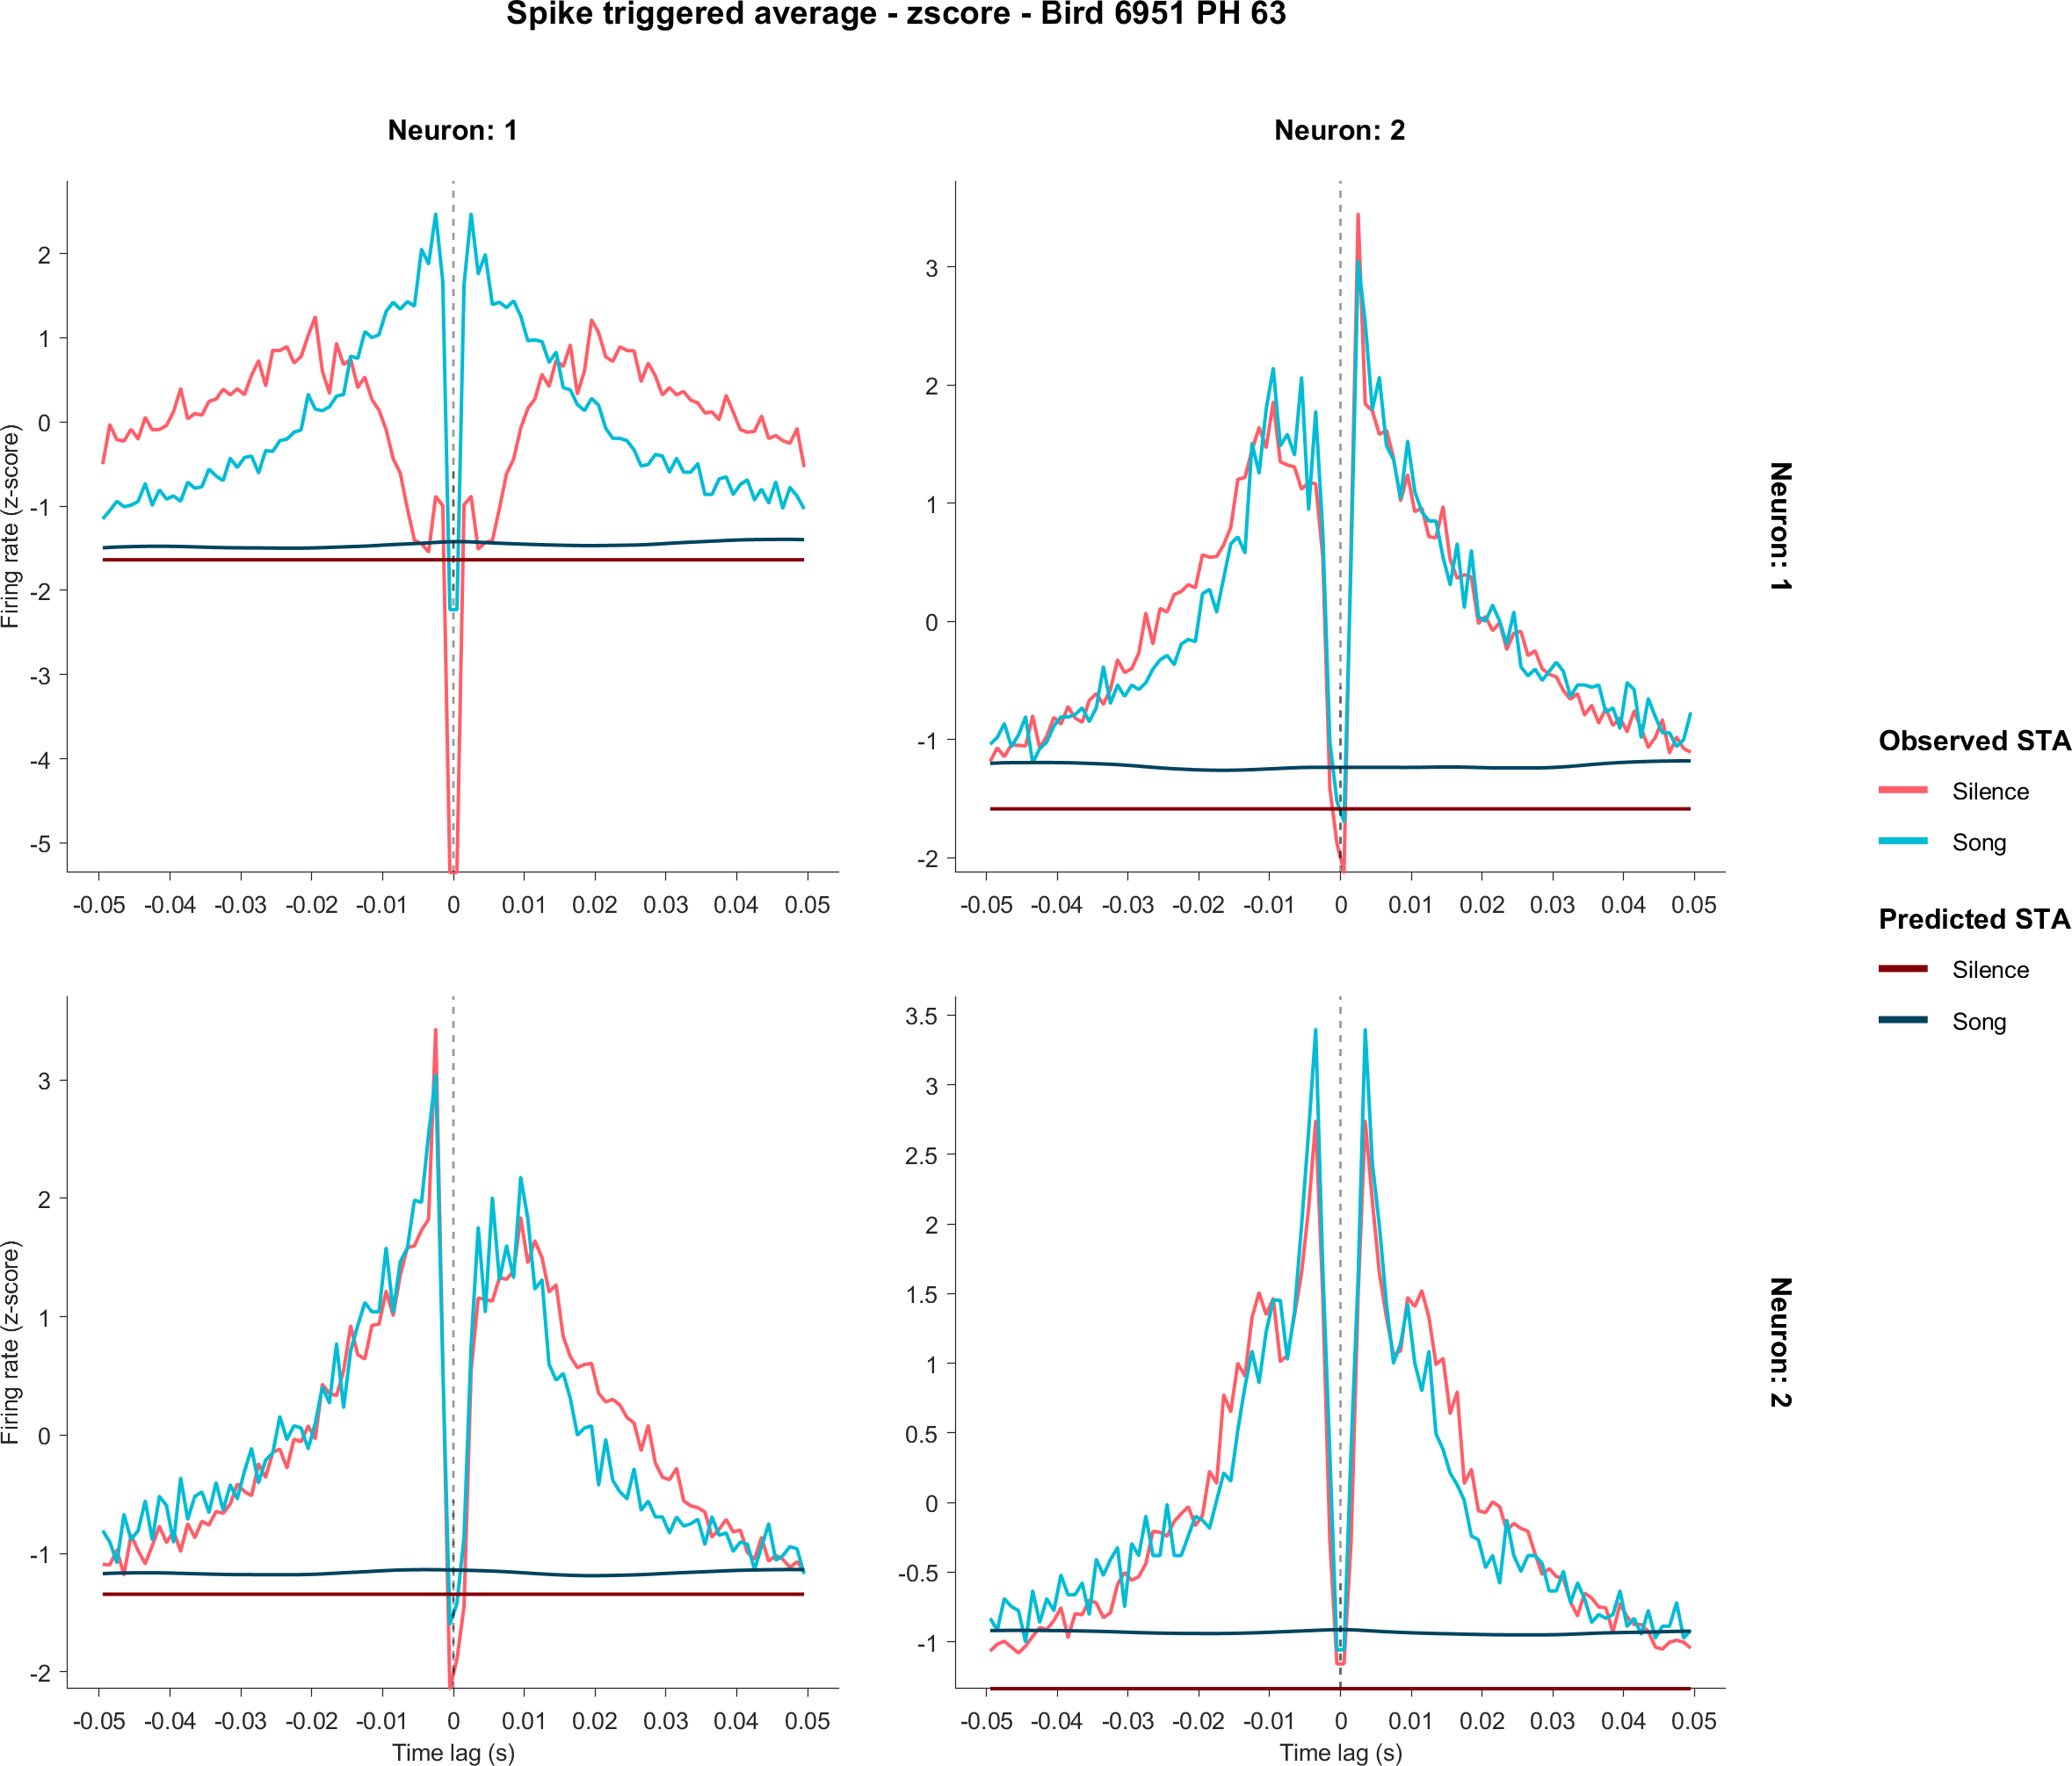 Spike triggered average - zscore - Bird 6951 PH 63
Neuron: 1
Neuron: 2
Firing rate (z-score)
2
1
0
-1
-2
-3
-4
-5
-0.05 -0.04 -0.03 -0.02 -0.01 0 0.01 0.02 0.03 0.04 0.05
3
2
1
0
-1
-2
-0.05 -0.04 -0.03 -0.02 -0.01 0 0.01 0.02 0.03 0.04 0.05
Neuron: 1
Observed STA
Silence
Song
Predicted STA
Silence
Song
Firing rate (z-score)
3
2
1
0
-1
-2
-0.05 -0.04 -0.03 -0.02 -0.01 0 0.01 0.02 0.03 0.04 0.05
Time lag (s)
3.5
3
2.5
2
1.5
1
0.5
0
-0.5
-1
-0.05 -0.04 -0.03 -0.02 -0.01 0 0.01 0.02 0.03 0.04 0.05
Time lag (s)
Neuron: 2